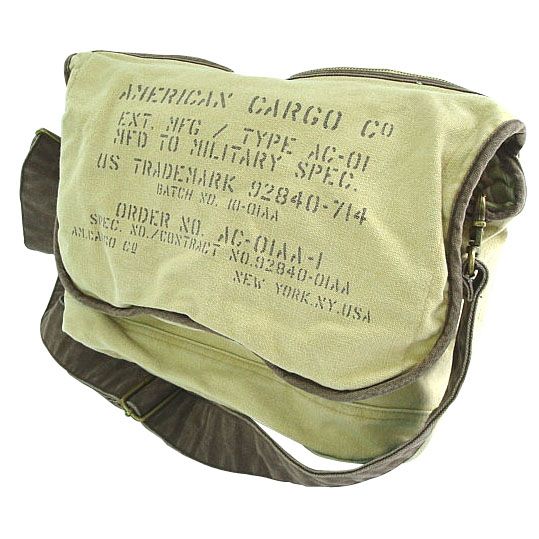 AMERICAN CARGO Cº
EXT. MFG / TYPE AC-01
MFD TO MILITARY SPEC.
US TRADEMARK 92840-714
BATCH NO. 10-01AA
ORDER NO. AC-01AA-1
SPEC. NO./CONTRACT NO.92840-01AA
AM.CARGO Cº
NEW YORK.NY.USA